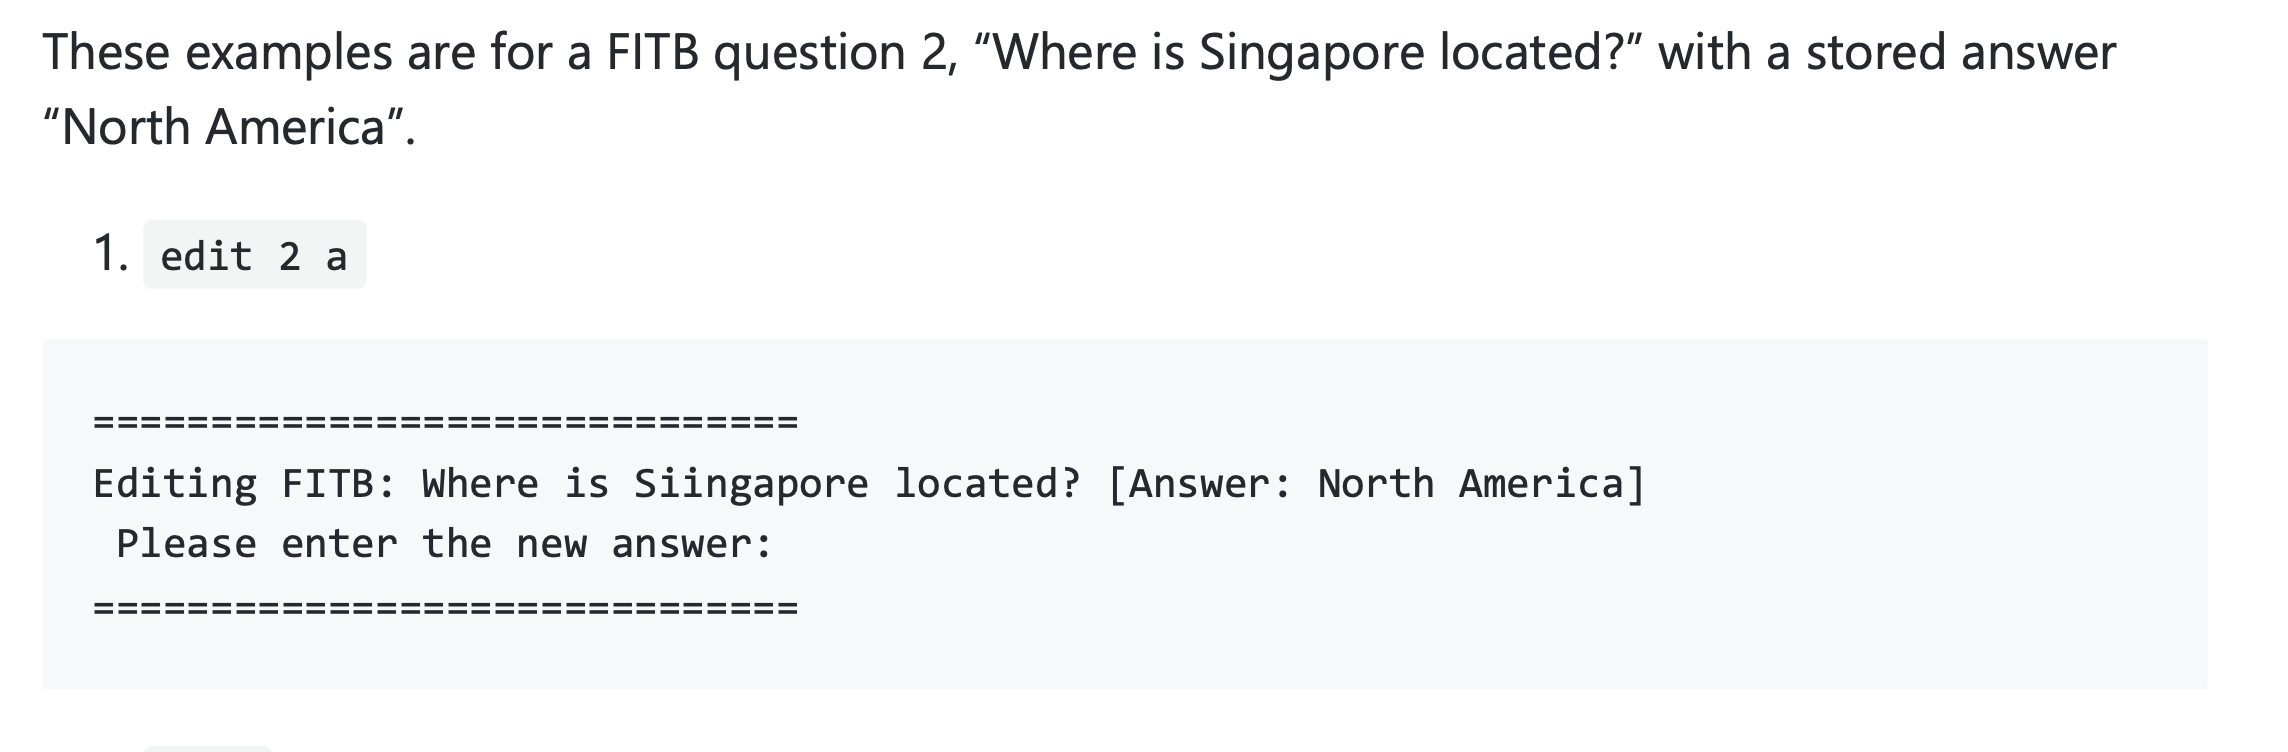 These examples are for a FITB question 2, “Where is Singapore located?” with a stored answer
“North America”.
1. edit 2 a
==============================
Editing FITB: Where is Siingapore located? [Answer: North America]
 Please enter the new answer:
==============================